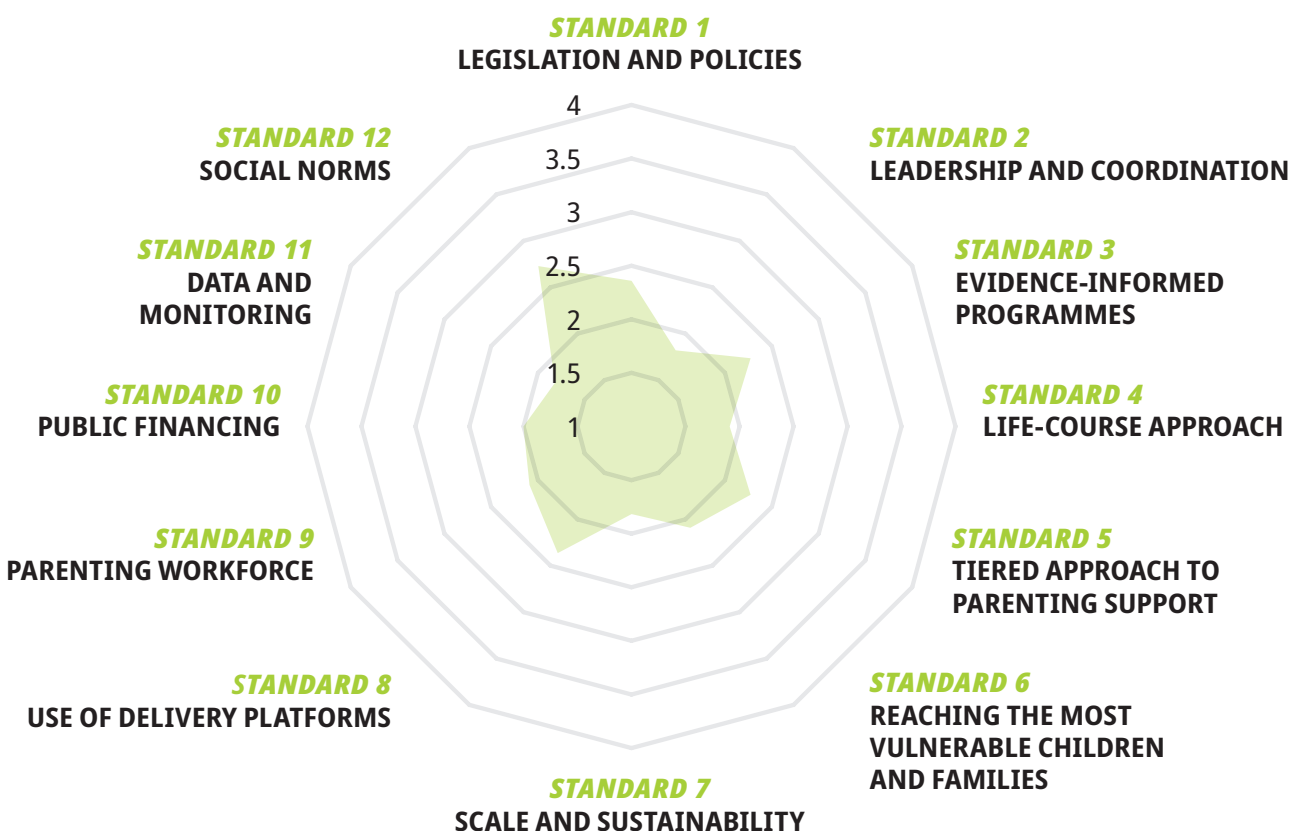 STANDARD 1
LEGISLATION AND POLICIES
STANDARD 2
LEADERSHIP AND COORDINATION
STANDARD 3
EVIDENCE-INFORMED
PROGRAMMES
STANDARD 4
LIFE-COURSE APPROACH
STANDARD 5
TIERED APPROACH TO
PARENTING SUPPORT
STANDARD 6
REACHING THE MOST
VULNERABLE CHILDREN
AND FAMILIES
STANDARD 7
SCALE AND SUSTAINABILITY
STANDARD 8
USE OF DELIVERY PLATFORMS
STANDARD 9
PARENTING WORKFORCE
STANDARD 10
PUBLIC FINANCING
STANDARD 11
DATA AND
MONITORING
STANDARD 12
SOCIAL NORMS
4
3.5
3
2.5
2
1.5
1